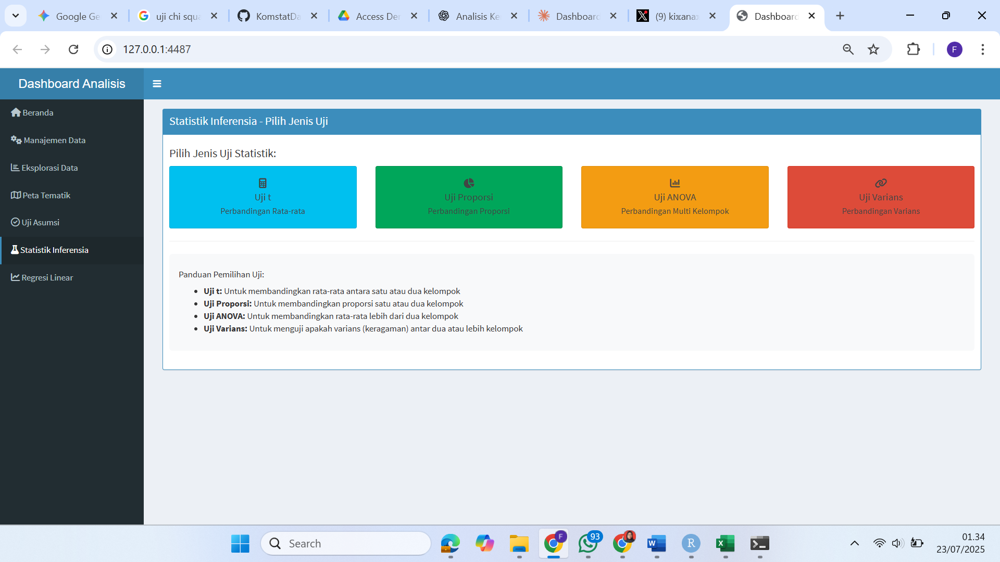 Google Ge
uji chi squa
KomstatDa
Access Der
Analisis Ke
Dashboard
(9) kixana
Dashboard
127.0.0.1:4487
F
Dashboard Analisis
Beranda
Manajemen Data
Eksplorasi Data
Peta Tematik
Uji Asumsi
Statistik Inferensia
Regresi Linear
Statistik Inferensia - Pilih Jenis Uji
Pilih Jenis Uji Statistik:
Uji t
Perbandingan Rata-rata
Uji Proporsi
Perbandingan Proporsi
Uji ANOVA
Perbandingan Multi Kelompok
Uji Varians
Perbandingan Varians
Panduan Pemilihan Uji:
Uji t: Untuk membandingkan rata-rata antara satu atau dua kelompok
Uji Proporsi: Untuk membandingkan proporsi satu atau dua kelompok
Uji ANOVA: Untuk membandingkan rata-rata lebih dari dua kelompok
Uji Varians: Untuk menguji apakah varians (keragaman) antar dua atau lebih kelompok
Search
F
93
W
R
X
01.34
23/07/2025